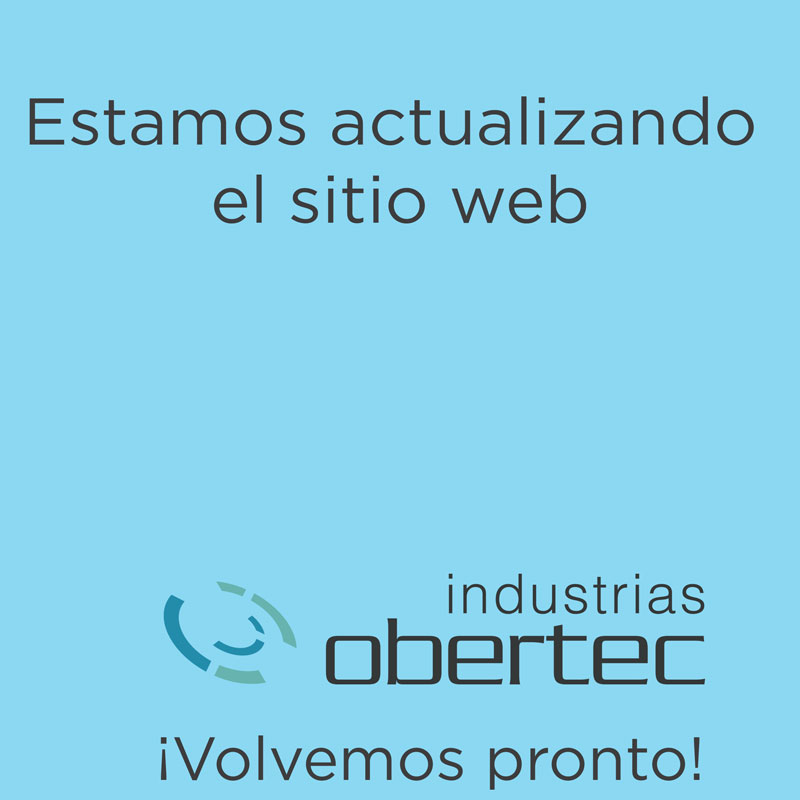 Estamos actualizando
el sitio web
industrias
obertec
¡Volvemos pronto!